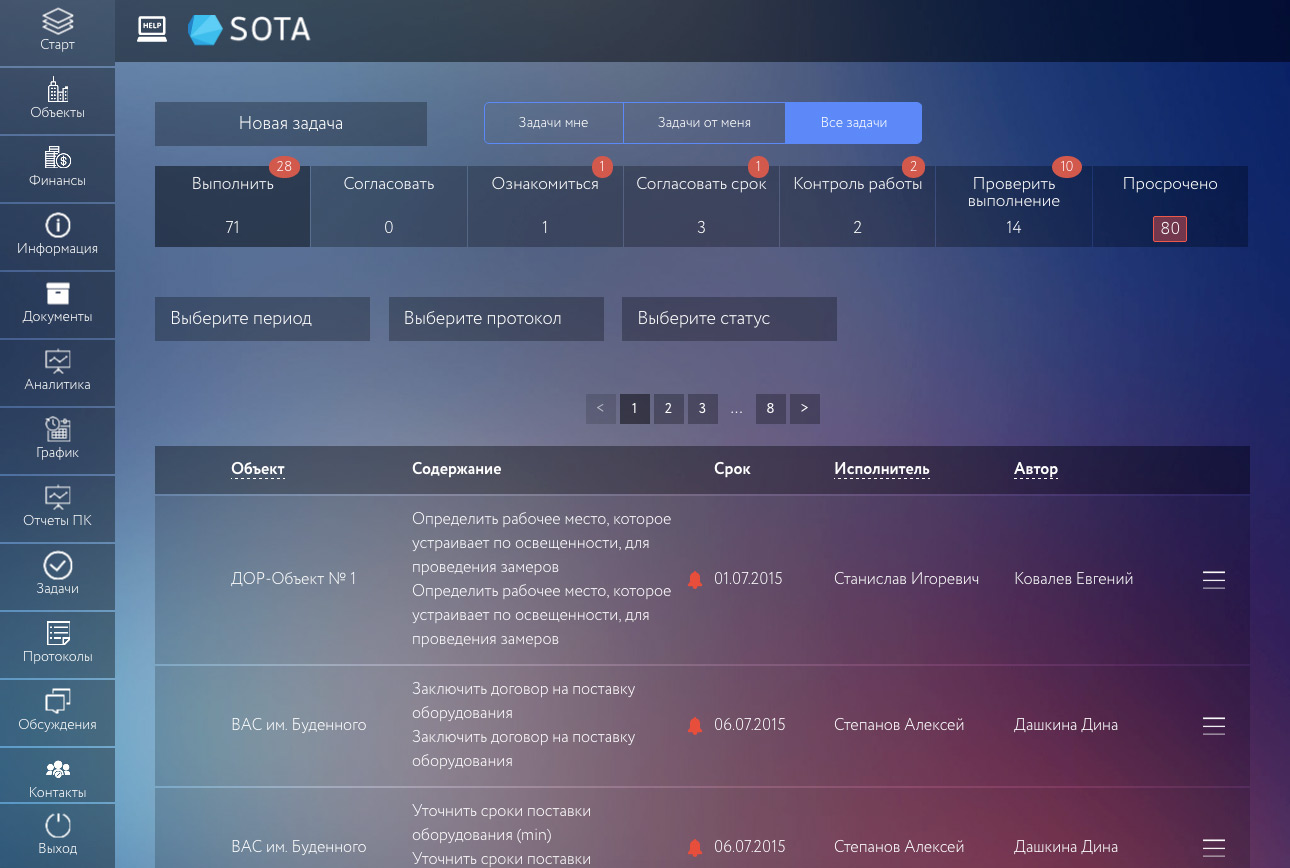 Старт
Объекты
Финансы
Информация
Документы
Аналитика
График
Отчеты ПК
Задачи
Протоколы
Обсуждения
Контакты
Выход
HELP
SOTA
Новая задача
Задачи мне
Задачи от меня
Все задачи
28
Выполнить
71
Согласовать
0
1
Ознакомиться
1
1
Согласовать срок
3
2
Контроль работы
2
10
Проверить
выполнение
14
Просрочено
80
Выберите период
Выберите протокол
Выберите статус
< 1 2 3 ... 8 >
Объект Содержание Срок Исполнитель Автор
Определить рабочее место, которое
устраивает по освещенности, для
проведения замеров
ДОР-Объект № 1 01.07.2015 Станислав Игоревич Ковалев Евгений
Определить рабочее место, которое
устраивает по освещенности, для
проведения замеров
Заключить договор на поставку
оборудования
ВАС им. Буденного 06.07.2015 Степанов Алексей Дашкина Дина
Заключить договор на поставку
оборудования
Уточнить сроки поставки
оборудования (min)
ВАС им. Буденного 06.07.2015 Степанов Алексей Дашкина Дина
Уточнить сроки поставки